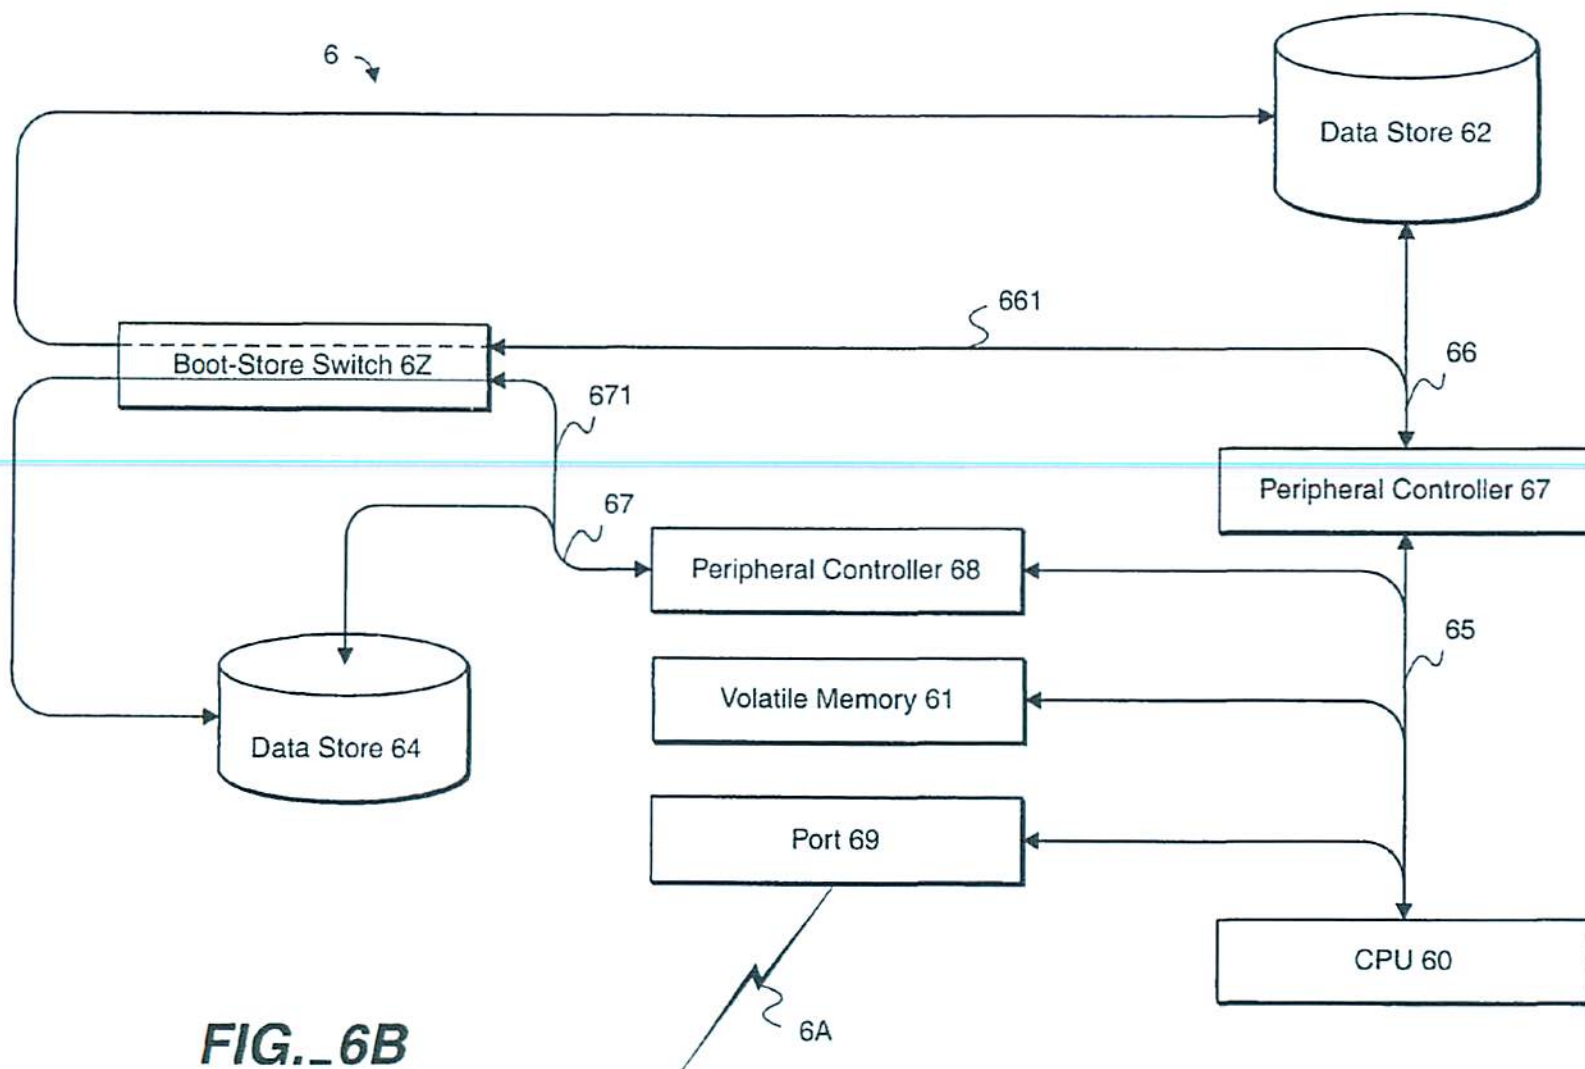 6
Data Store 62
661
Boot-Store Switch 6Z
66
671
Peripheral Controller 67
67
Peripheral Controller 68
65
Volatile Memory 61
Data Store 64
Port 69
CPU 60
6A
FIG._6B